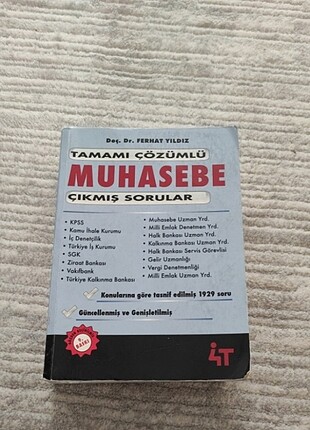 Doç. Dr. FERHAT YILDIZ
TAMAMI ÇÖZÜMLÜ
MUHASEBE
ÇIKMIŞ SORULAR
• KPSS
• Kamu İhale Kurumu
• İç Denetçilik
• Türkiye İş Kurumu
• SGK
• Ziraat Bankası
• Vakıfbank
• Türkiye Kalkınma Bankası
• Muhasebe Uzman Yrd.
• Milli Emlak Denetmen Yrd.
• Halk Bankası Uzman Yrd.
• Kalkınma Bankası Uzman Yrd.
• Halk Bankası Servis Görevlisi
• Gelir Uzmanlığı
• Vergi Denetmenliği
• Milli Emlak Uzman Yrd.
Konularına göre tasnif edilmiş 1929 soru
Güncellenmiş ve Genişletilmiş
BASKI
4T